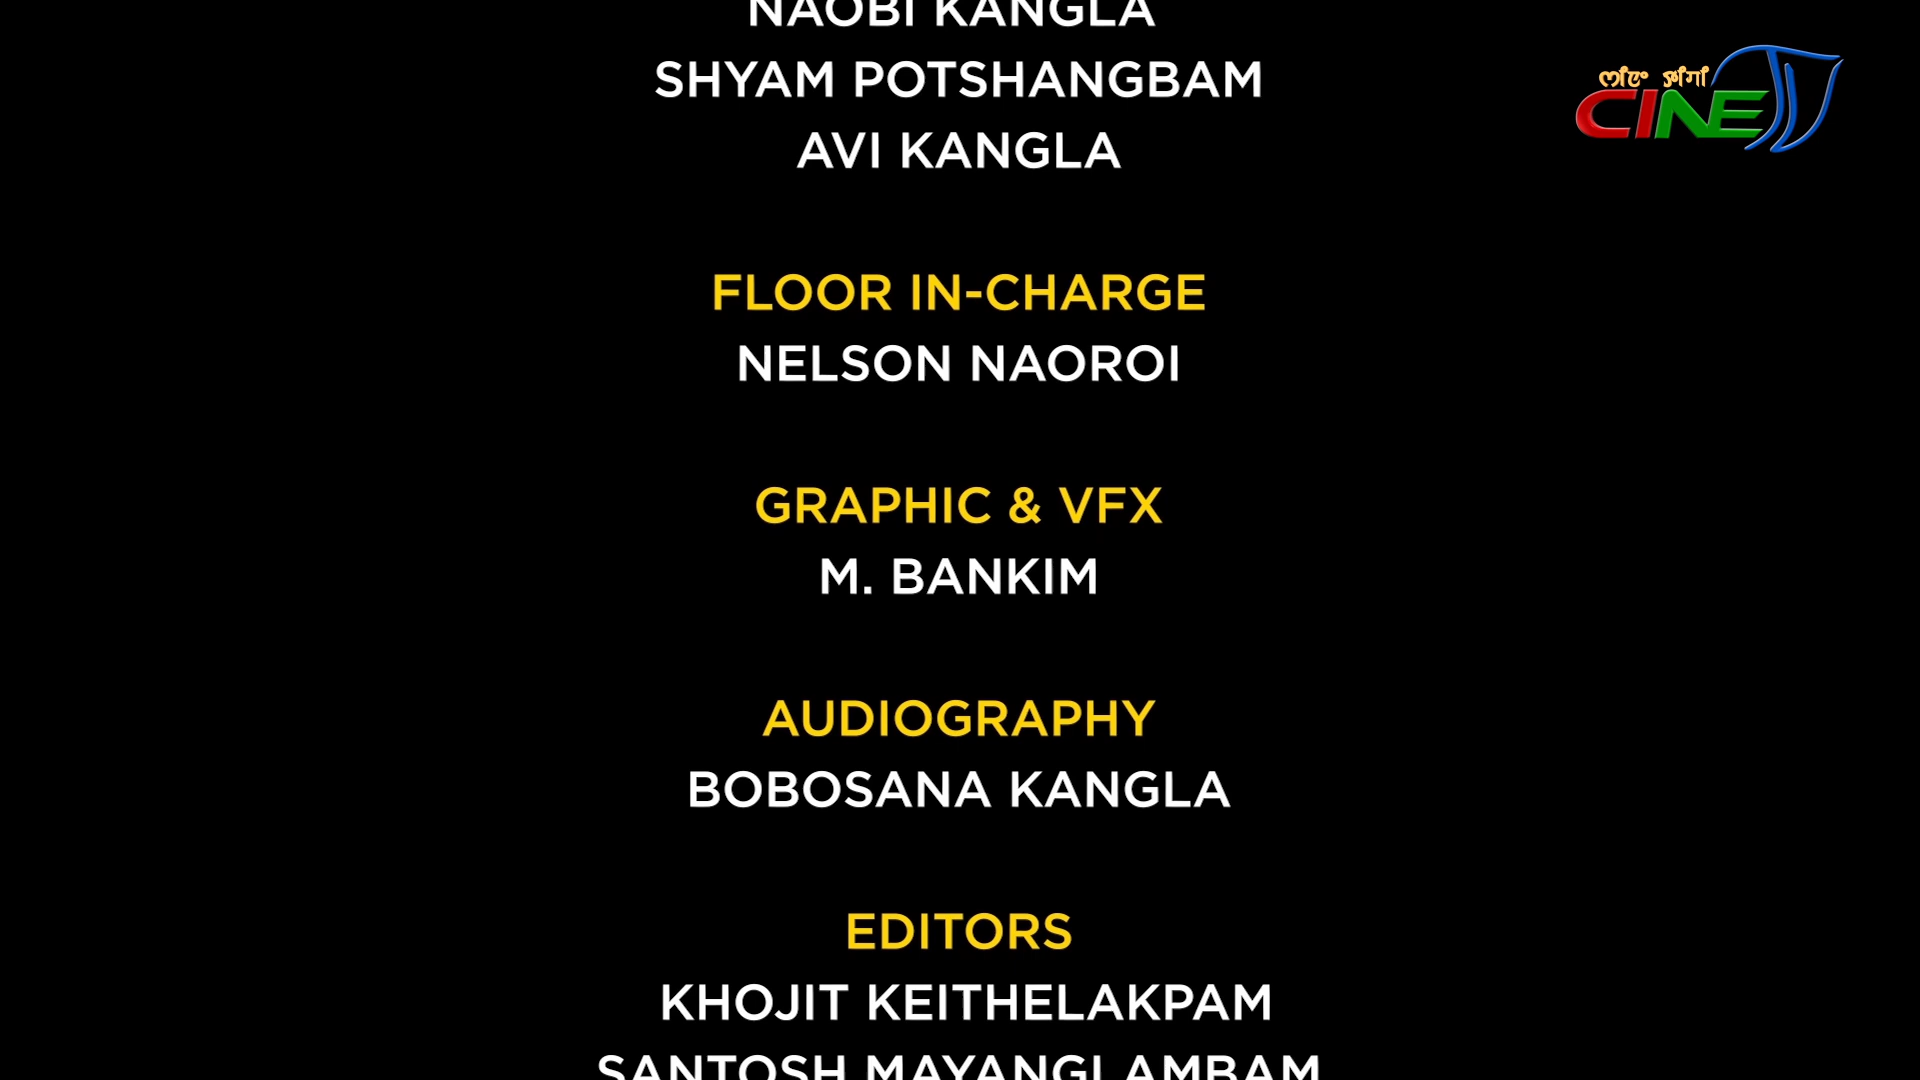 NAOBI KANGLA
SHYAM POTSHANGBAM
AVI KANGLA
FLOOR IN-CHARGE
NELSON NAOROI
GRAPHIC & VFX
M. BANKIM
AUDIOGRAPHY
BOBOSANA KANGLA
EDITORS
KHOJIT KEITHELAKPAM
SANTOSH MAYANGLAMBAM
CINE